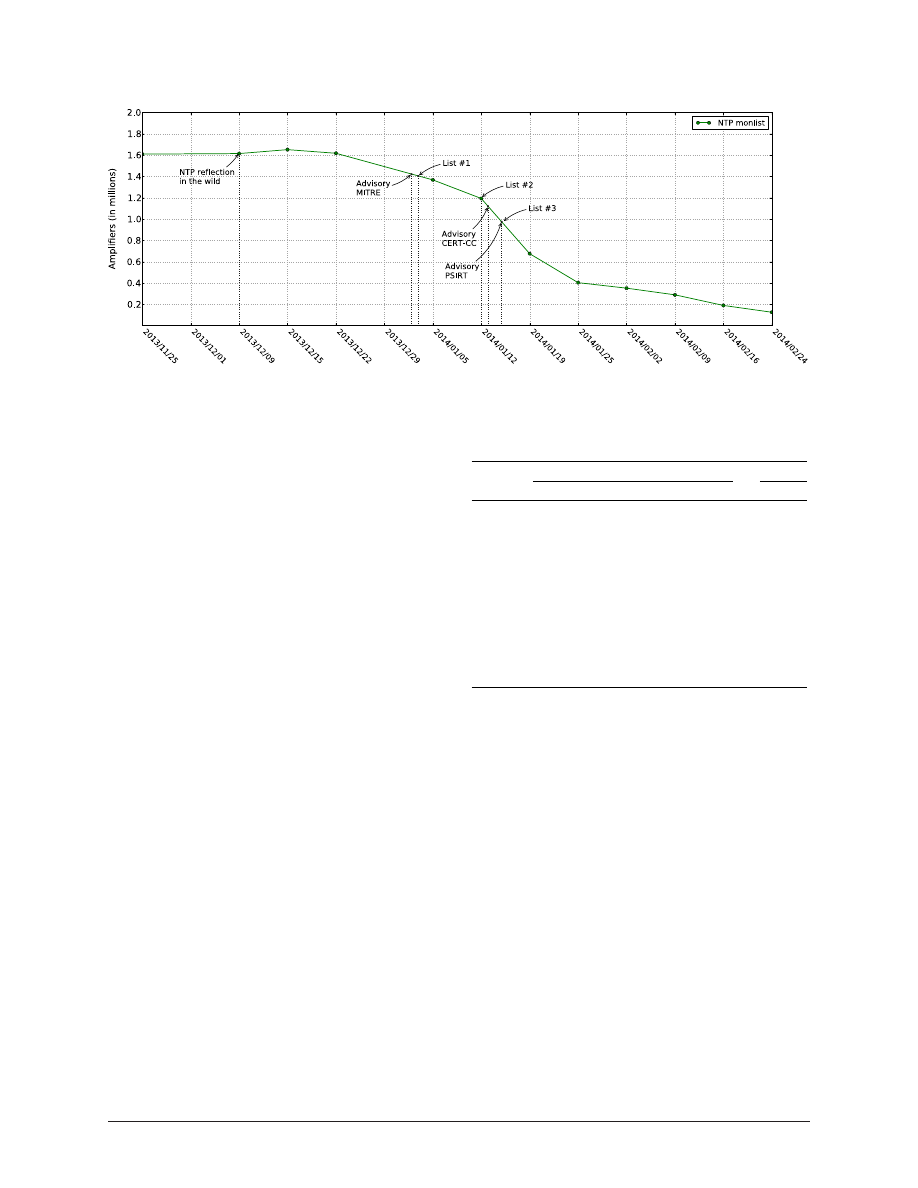 2.0
1.8
1.6
1.4
1.2
1.0
0.8
0.6
0.4
0.2
Amplifiers (in millions)
NTP monlist
NTP reflection
in the wild
Advisory
MITRE
List #1
List #2
List #3
Advisory
CERT-CC
Advisory
PSIRT
2013/11/25
2013/12/01
2013/12/09
2013/12/15
2013/12/22
2013/12/29
2014/01/05
2014/01/12
2014/01/19
2014/01/25
2014/02/02
2014/02/09
2014/02/16
2014/02/24